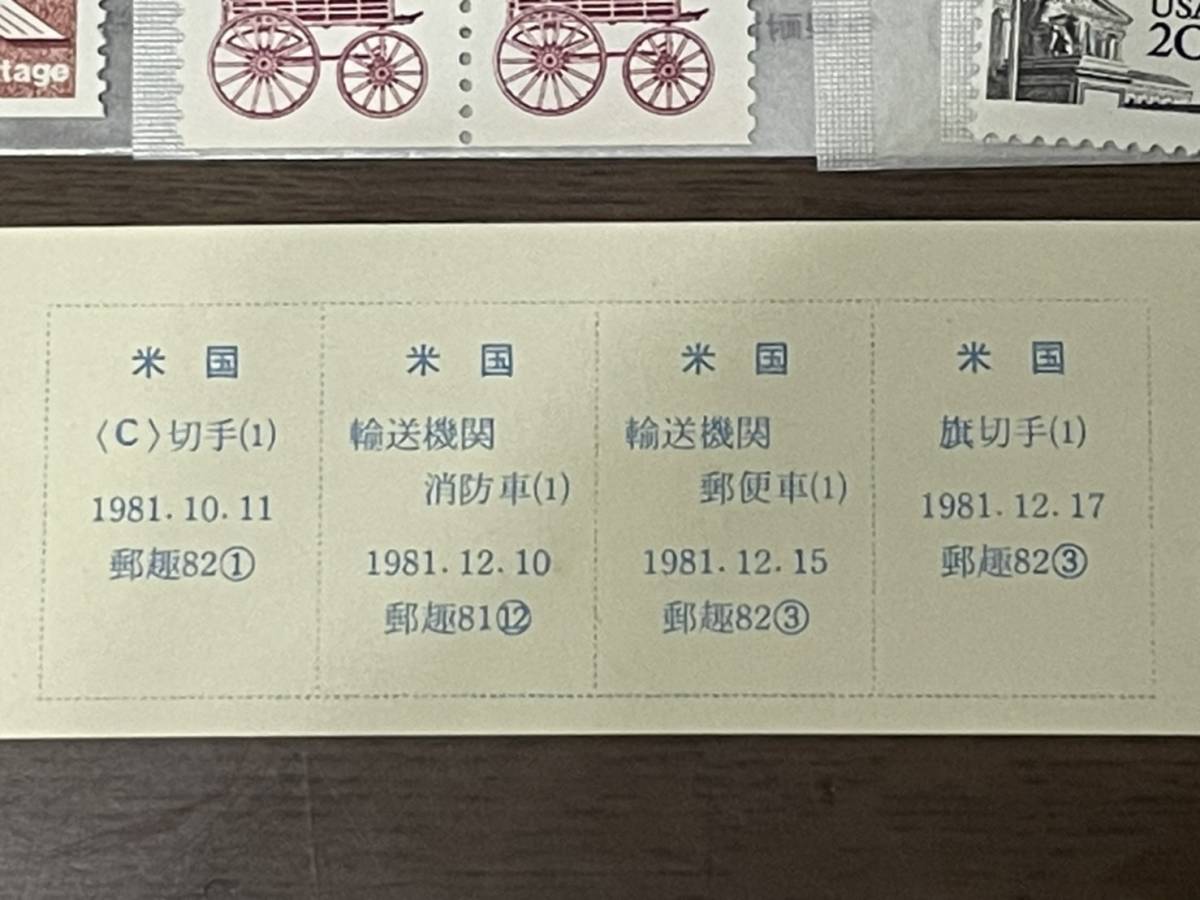 tage
USA
20
米国
〈C〉切手(1)
1981.10.11
郵趣82①
米国
輸送機関
消防車(1)
1981.12.10
郵趣81⑫
米国
輸送機関
郵便車(1)
1981.12.15
郵趣82③
米国
旗切手(1)
1981.12.17
郵趣82③